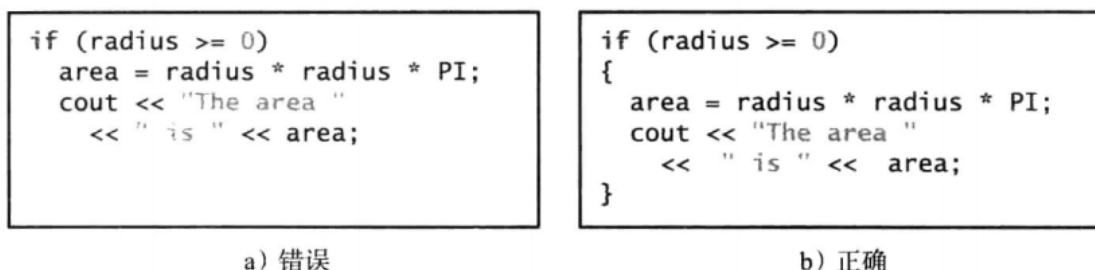 if (radius >= 0)
area = radius * radius * PI;
cout << "The area "
<< " is " << area;
a) 错误
if (radius >= 0)
{
area = radius * radius * PI;
cout << "The area "
<< " is " << area;
}
b) 正确